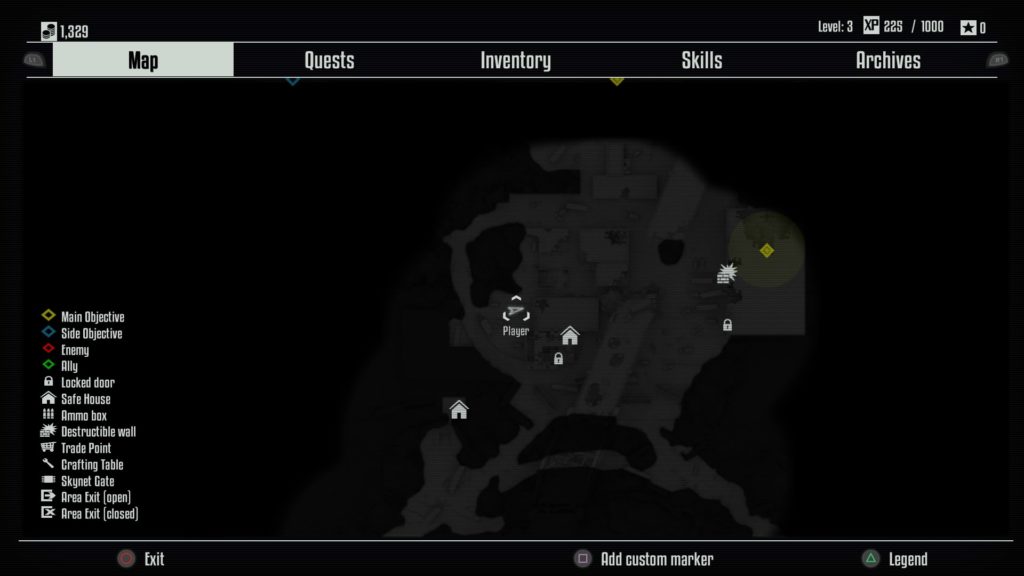 1,329
Level: 3 XP 225 / 1000 0
L1 Map Quests Inventory Skills Archives R1
Player
Main Objective
Side Objective
Enemy
Ally
Locked door
Safe House
Ammo box
Destructible wall
Trade Point
Crafting Table
Skynet Gate
Area Exit (open)
Area Exit (closed)
Exit
Add custom marker
Legend